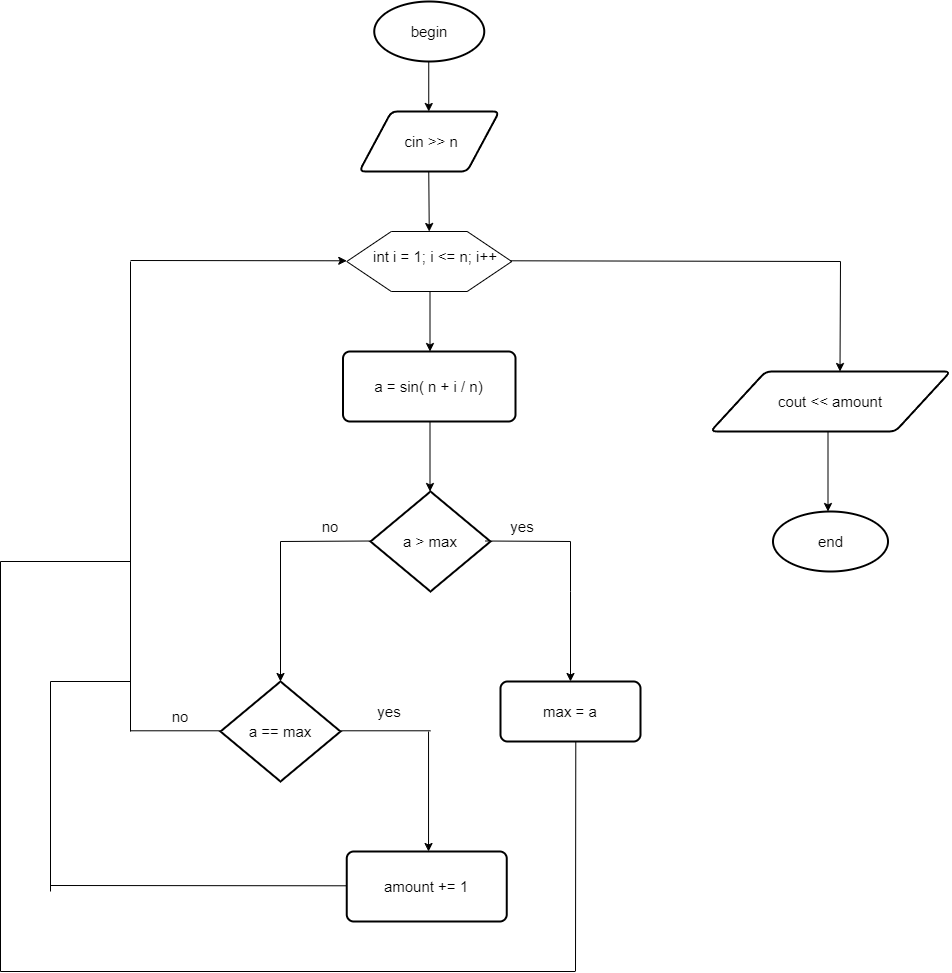 begin
cin >> n
int i = 1; i <= n; i++
a = sin( n + i / n)
cout << amount
no
yes
a > max
end
no
yes
a == max
max = a
amount += 1